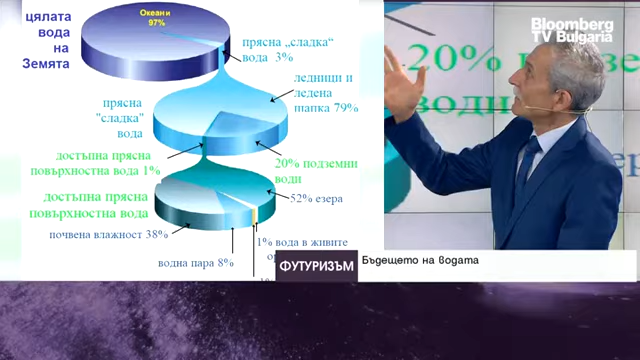 цялата
вода
на
Земята
Океани
97%
прясна „сладка“
вода 3%
ледници и
ледена
шапка 79%
прясна
"сладка"
вода
достъпна прясна
повърхностна вода 1%
20% подземни
води
достъпна прясна
повърхностна вода
52% езера
почвена влажност 38%
1% вода в живите
водна пара 8%
Bloomberg
TV Bulgaria
20%
ФУТУРИЗЪМ
Бъдещето на водата